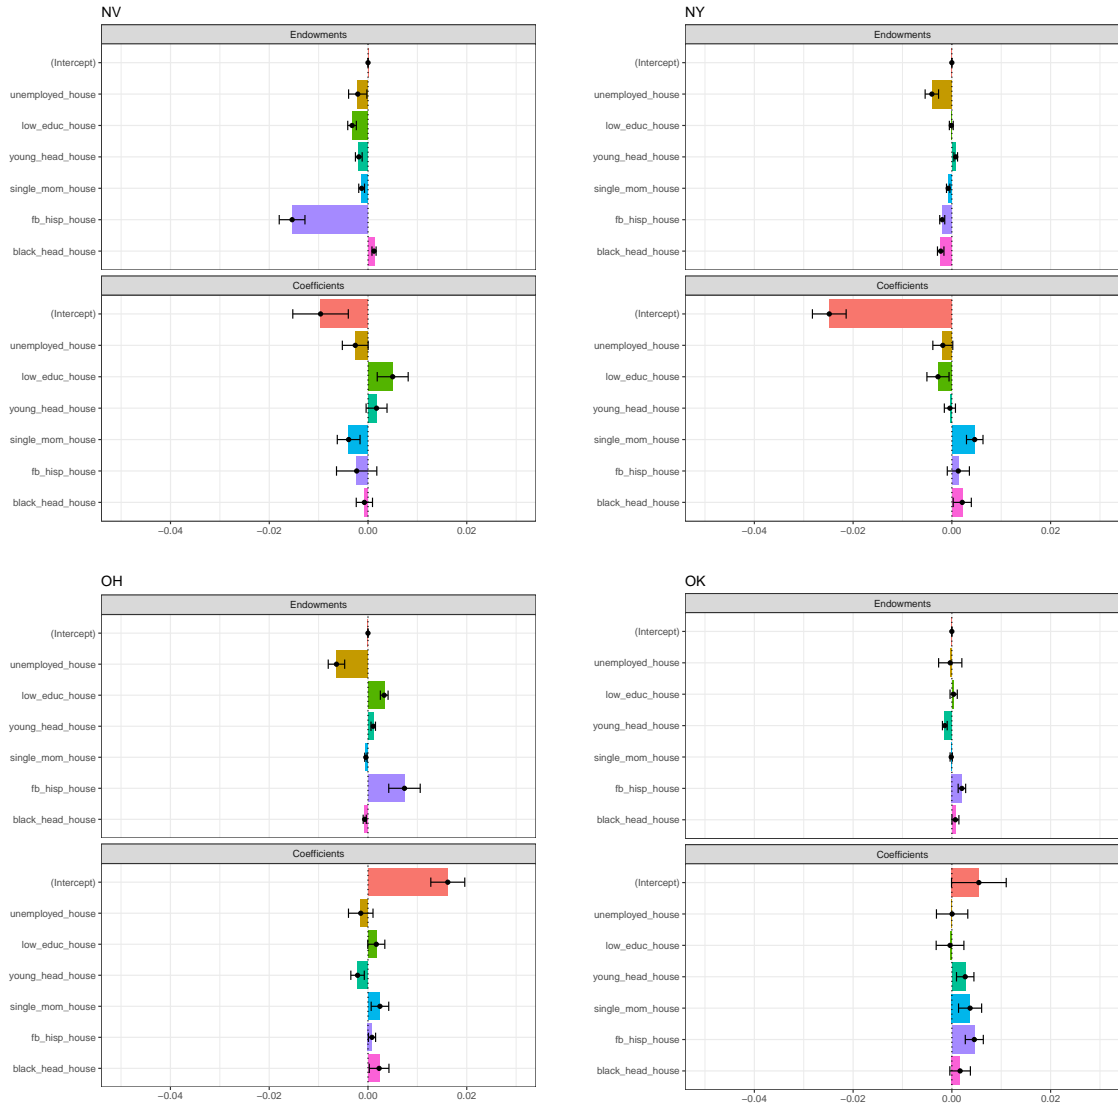 NV
Endowments
(Intercept)
unemployed_house
low_educ_house
young_head_house
single_mom_house
fb_hisp_house
black_head_house
Coefficients
(Intercept)
unemployed_house
low_educ_house
young_head_house
single_mom_house
fb_hisp_house
black_head_house
−0.04 −0.02 0.00 0.02
NY
Endowments
(Intercept)
unemployed_house
low_educ_house
young_head_house
single_mom_house
fb_hisp_house
black_head_house
Coefficients
(Intercept)
unemployed_house
low_educ_house
young_head_house
single_mom_house
fb_hisp_house
black_head_house
−0.04 −0.02 0.00 0.02
OH
Endowments
(Intercept)
unemployed_house
low_educ_house
young_head_house
single_mom_house
fb_hisp_house
black_head_house
Coefficients
(Intercept)
unemployed_house
low_educ_house
young_head_house
single_mom_house
fb_hisp_house
black_head_house
−0.04 −0.02 0.00 0.02
OK
Endowments
(Intercept)
unemployed_house
low_educ_house
young_head_house
single_mom_house
fb_hisp_house
black_head_house
Coefficients
(Intercept)
unemployed_house
low_educ_house
young_head_house
single_mom_house
fb_hisp_house
black_head_house
−0.04 −0.02 0.00 0.02